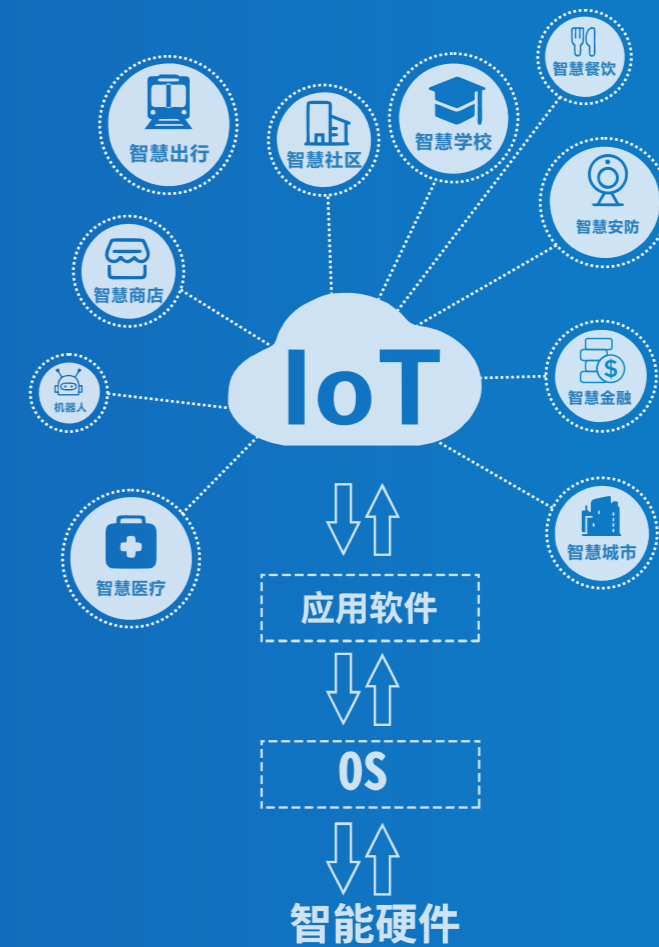 智慧餐饮
智慧出行
智慧社区
智慧学校
智慧安防
智慧商店
IoT
智慧金融
机器人
智慧城市
智慧医疗
应用软件
OS
智能硬件